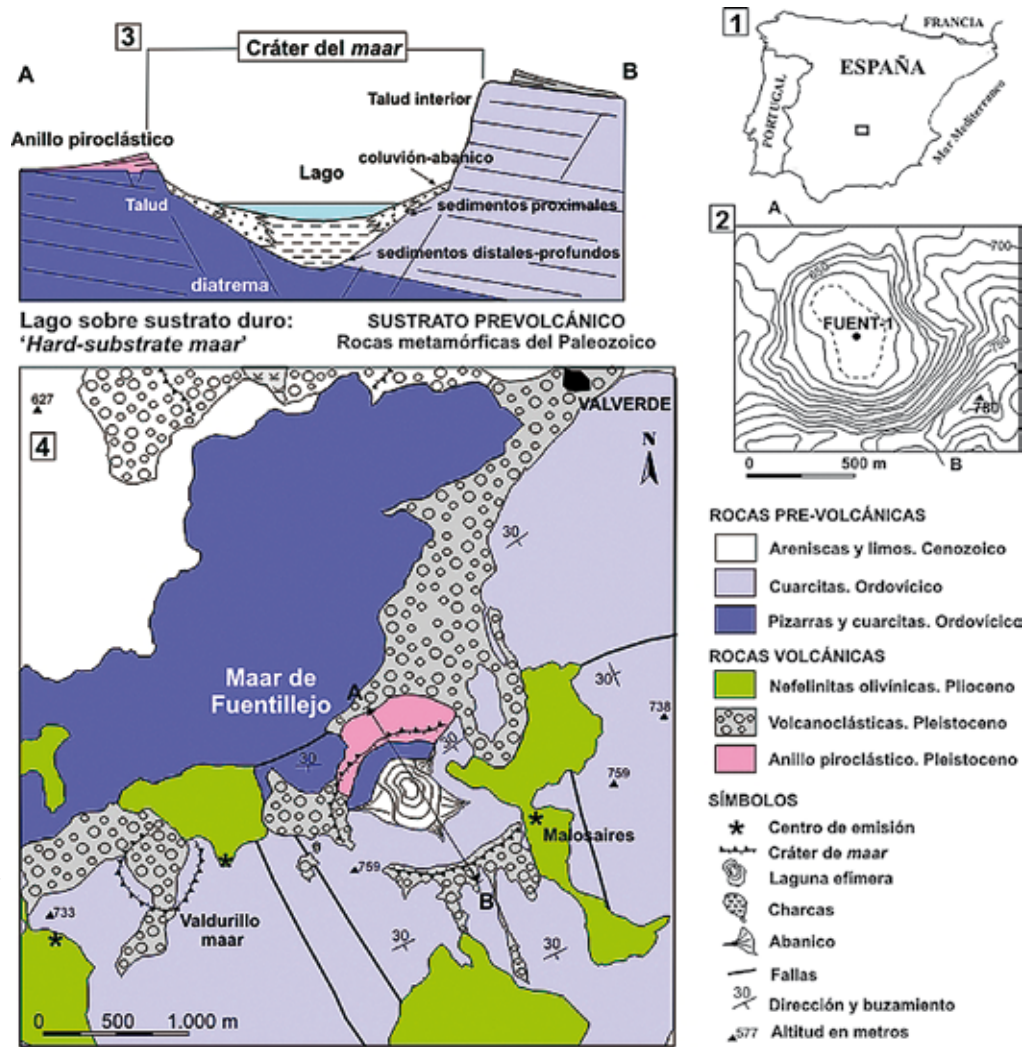 3
Cráter del maar
A
B
Talud interior
Anillo piroclástico
coluvión-abanico
Lago
Talud
sedimentos proximales
sedimentos distales-profundos
diatrema
Lago sobre sustrato duro:
'Hard-substrate maar'
SUSTRATO PREVOLCÁNICO
Rocas metamórficas del Paleozoico
1
FRANCIA
ESPAÑA
PORTUGAL
Mar Mediterraneo
2
A
700
650
FUENT-1
750
780
B
0 500 m
627
4
VALVERDE
N
30
Maar de
Fuentillejo
A
30
30
30
738
759
Malosaires
759
B
733
Valdurillo
maar
30
30
0 500 1.000 m
ROCAS PRE-VOLCÁNICAS
Areniscas y limos. Cenozoico
Cuarcitas. Ordovícico
Pizarras y cuarcitas. Ordovícico
ROCAS VOLCÁNICAS
Nefelinitas olivínicas. Plioceno
Volcanoclásticas. Pleistoceno
Anillo piroclástico. Pleistoceno
SÍMBOLOS
Centro de emisión
Cráter de maar
Laguna efímera
Charcas
Abanico
Fallas
30 Dirección y buzamiento
577 Altitud en metros